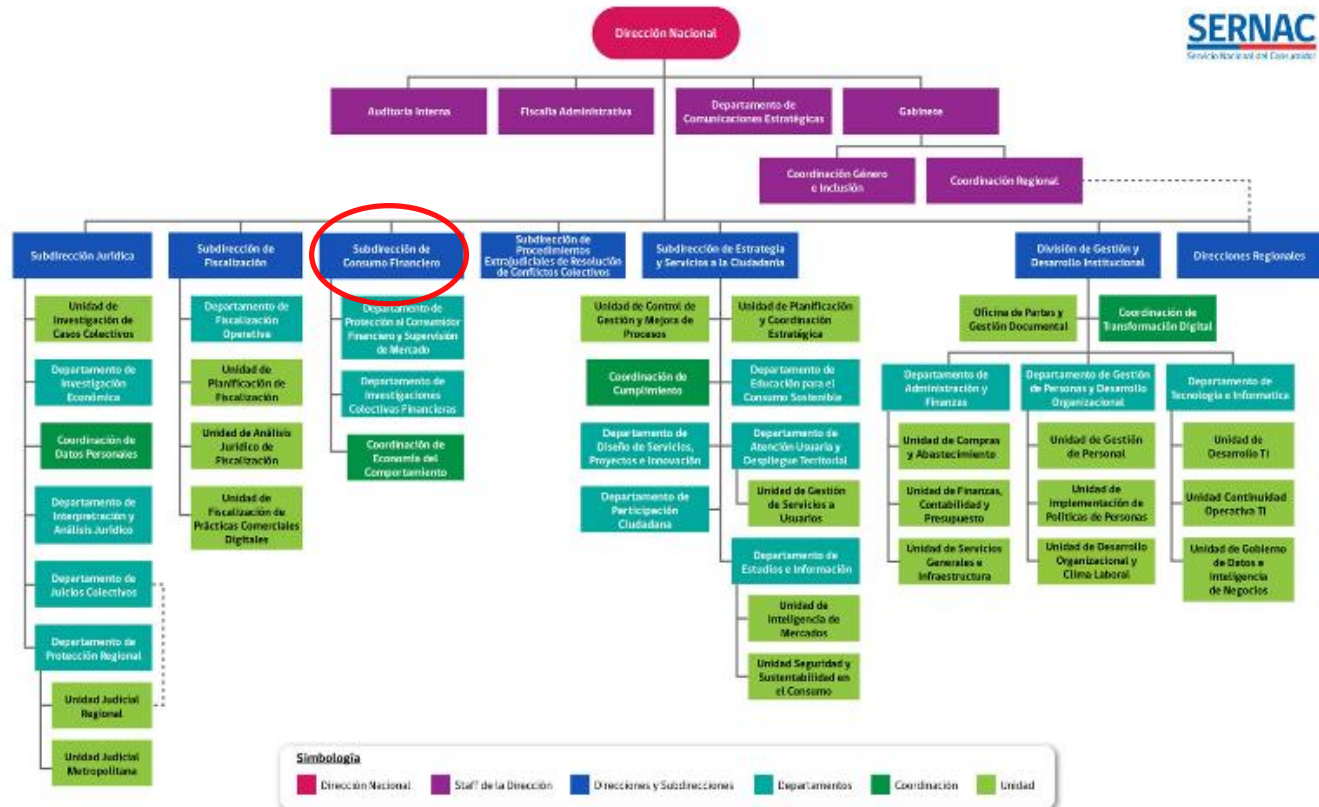 Dirección Nacional
SERNAC
Servicio Nacional del Consumidor
Auditoría Interna
Fiscalía Administrativa
Departamento de
Comunicaciones Estratégicas
Gabinete
Coordinación Género
e Inclusión
Coordinación Regional
Subdirección Jurídica
Subdirección de
Fiscalización
Subdirección de
Consumo Financiero
Subdirección de
Procedimientos
Extrajudiciales de Resolución
de Conflictos Colectivos
Subdirección de Estrategia
y Servicios a la Ciudadanía
División de Gestión y
Desarrollo Institucional
Direcciones Regionales
Unidad de
Investigación de
Casos Colectivos
Departamento de
Investigación
Económica
Coordinación de
Datos Personales
Departamento de
Interpretración y
Análisis Jurídico
Departamento de
Juicios Colectivos
Departamento de
Protección Regional
Unidad Judicial
Regional
Unidad Judicial
Metropolitana
Departamento de
Fiscalización
Operativa
Unidad de
Planificación de
Fiscalización
Unidad de Análisis
Jurídico de
Fiscalización
Unidad de
Fiscalización de
Prácticas Comerciales
Digitales
Departamento de
Protección al Consumidor
Financiero y Supervisión
de Mercado
Departamento de
Investigaciones
Colectivas Financieras
Coordinación de
Economía del
Comportamiento
Unidad de Control de
Gestión y Mejora de
Procesos
Unidad de Planificación
y Coordinación
Estratégica
Coordinación de
Cumplimiento
Departamento de
Educación para el
Consumo Sostenible
Departamento de
Diseño de Servicios,
Proyectos e Innovación
Departamento de
Atención Usuaria y
Despliegue Territorial
Departamento de
Participación
Ciudadana
Unidad de Gestión
de Servicios a
Usuarios
Departamento de
Estudios e Información
Unidad de
Inteligencia de
Mercados
Unidad Seguridad y
Sustentabilidad en
el Consumo
Oficina de Partes y
Gestión Documental
Coordinación de
Transformación Digital
Departamento de
Administración y
Finanzas
Unidad de Compras
y Abastecimiento
Unidad de Finanzas,
Contabilidad y
Presupuesto
Unidad de Servicios
Generales e
Infraestructura
Departamento de Gestión
de Personas y Desarrollo
Organizacional
Unidad de Gestión
de Personal
Unidad de
Implementación de
Políticas de Personas
Unidad de Desarrollo
Organizacional y
Clima Laboral
Departamento de
Tecnología e Informatica
Unidad de
Desarrollo TI
Unidad Continuidad
Operativa TI
Unidad de Gobierno
de Datos e
Inteligencia
de Negocios
Simbología
Dirección Nacional
Staff de la Dirección
Direcciones y Subdirecciones
Departamentos
Coordinación
Unidad